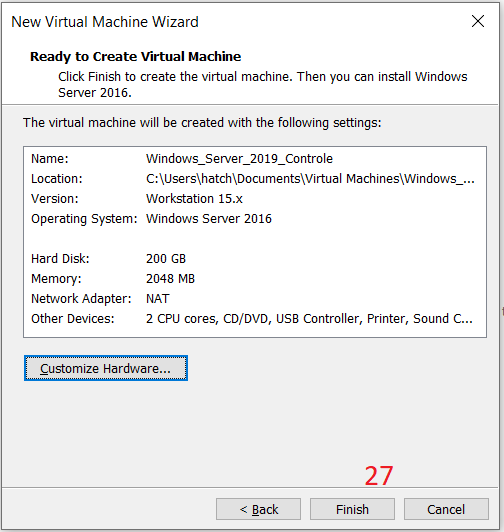 New Virtual Machine Wizard
Ready to Create Virtual Machine
Click Finish to create the virtual machine. Then you can install Windows
Server 2016.
The virtual machine will be created with the following settings:
Name: Windows_Server_2019_Controle
Location: C:\Users\hatch\Documents\Virtual Machines\Windows_...
Version: Workstation 15.x
Operating System: Windows Server 2016
Hard Disk: 200 GB
Memory: 2048 MB
Network Adapter: NAT
Other Devices: 2 CPU cores, CD/DVD, USB Controller, Printer, Sound C...
Customize Hardware...
27
< Back Finish Cancel